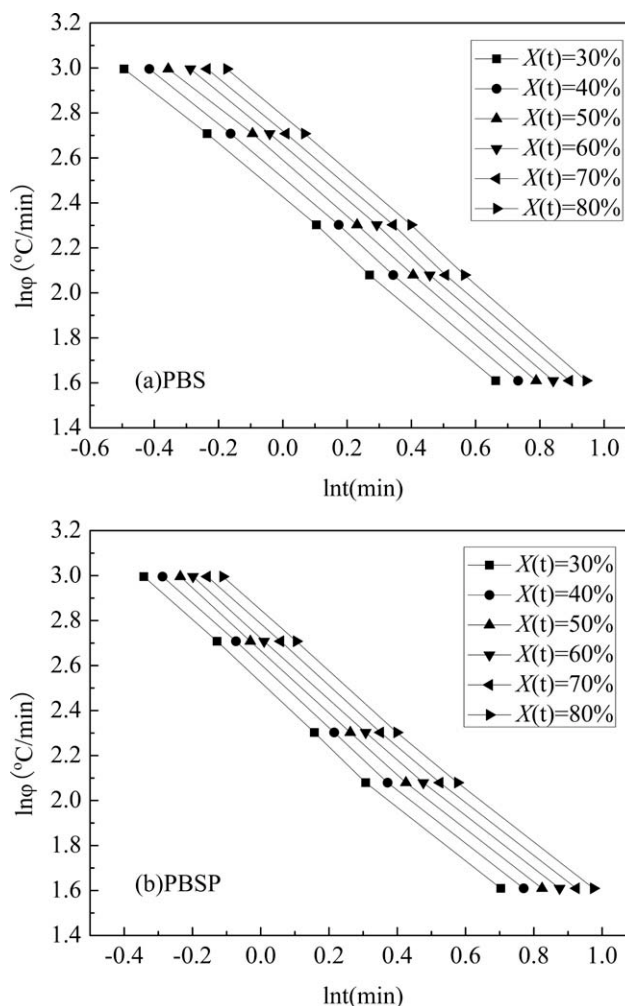 3.2
3.0
2.8
2.6
2.4
2.2
2.0
1.8
1.6
1.4
lnφ (°C/min)
X(t)=30%
X(t)=40%
X(t)=50%
X(t)=60%
X(t)=70%
X(t)=80%
(a)PBS
-0.6 -0.4 -0.2 0.0 0.2 0.4 0.6 0.8 1.0
lnt(min)
3.2
3.0
2.8
2.6
2.4
2.2
2.0
1.8
1.6
1.4
lnφ (°C/min)
X(t)=30%
X(t)=40%
X(t)=50%
X(t)=60%
X(t)=70%
X(t)=80%
(b)PBSP
-0.4 -0.2 0.0 0.2 0.4 0.6 0.8 1.0
lnt(min)